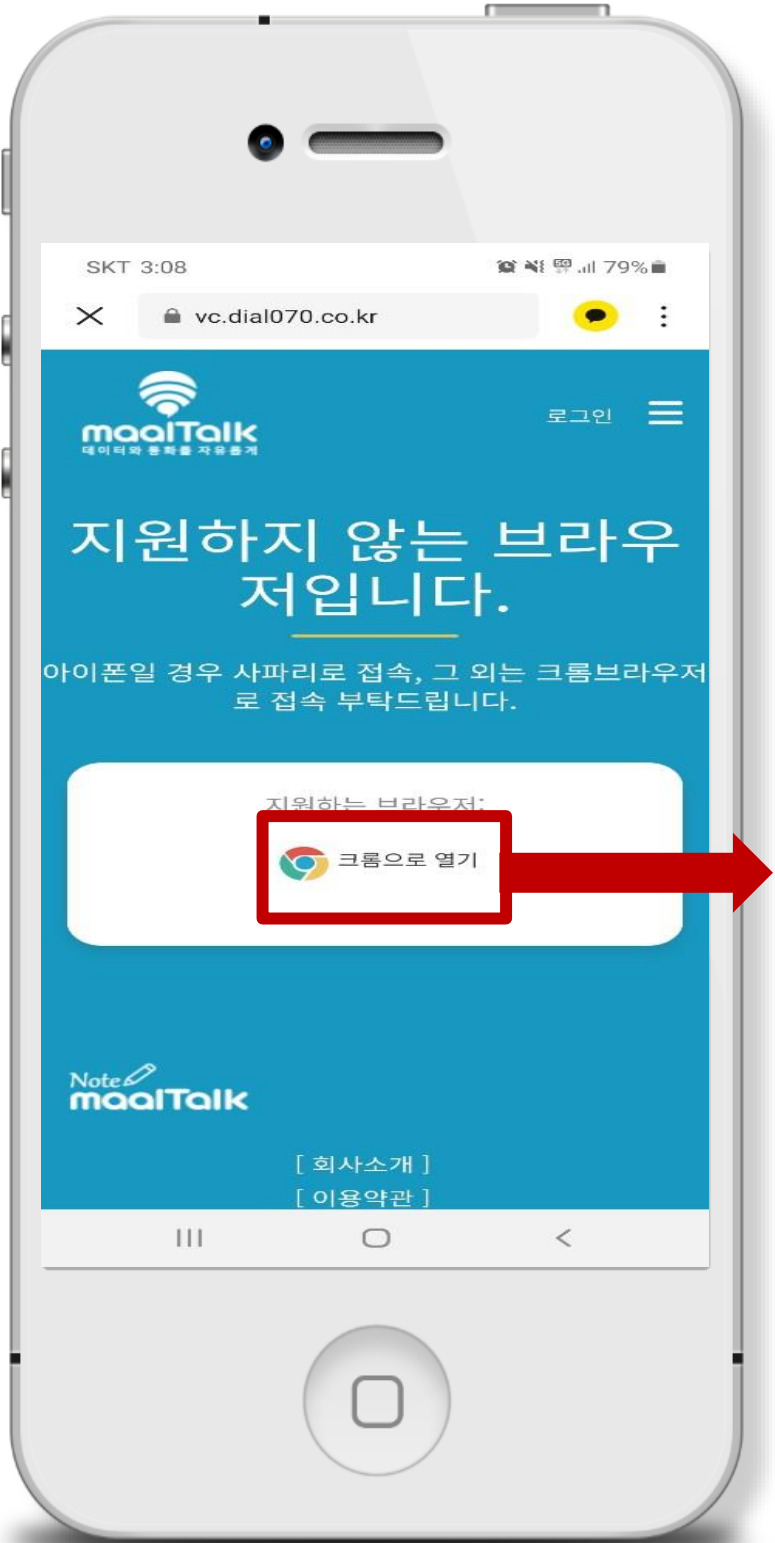 SKT 3:08
79%
vc.dial070.co.kr
maalTalk
데이터와 통화를 자유롭게
로그인
지원하지 않는 브라우
저입니다.
아이폰일 경우 사파리로 접속, 그 외는 크롬브라우저
로 접속 부탁드립니다.
지원하는 브라우저:
크롬으로 열기
Note
maalTalk
[ 회사소개 ]
[ 이용약관 ]